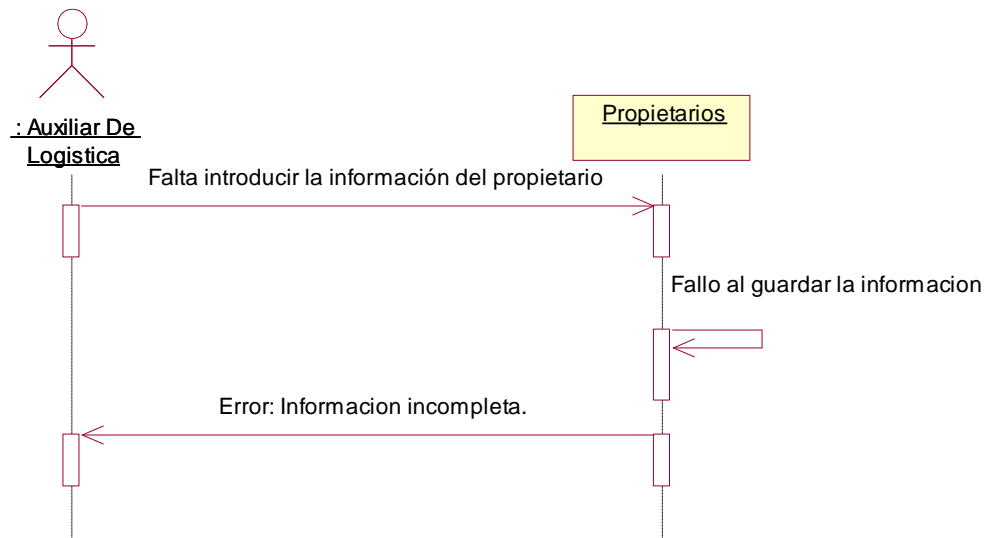 : Auxiliar De
Logistica
Propietarios
Falta introducir la información del propietario
Fallo al guardar la informacion
Error: Informacion incompleta.